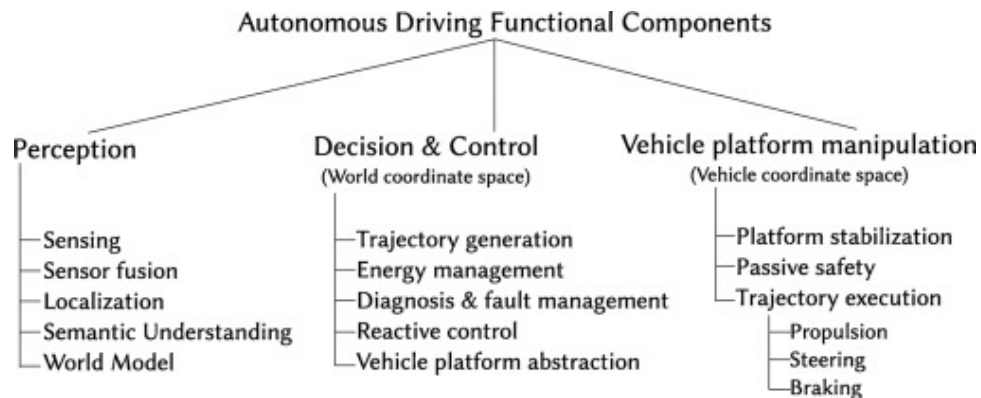 Autonomous Driving Functional Components
Perception
Sensing
Sensor fusion
Localization
Semantic Understanding
World Model
Decision & Control
(World coordinate space)
Trajectory generation
Energy management
Diagnosis & fault management
Reactive control
Vehicle platform abstraction
Vehicle platform manipulation
(Vehicle coordinate space)
Platform stabilization
Passive safety
Trajectory execution
Propulsion
Steering
Braking